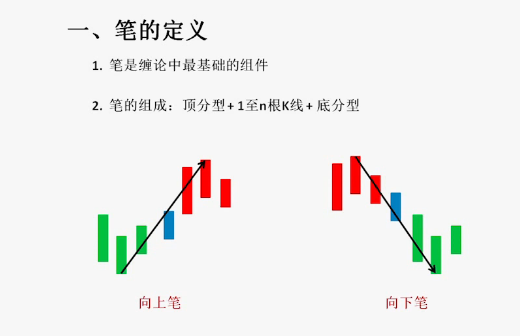 一、笔的定义
1. 笔是缠论中最基础的组件
2. 笔的组成：顶分型+1至n根K线+底分型
向上笔
向下笔